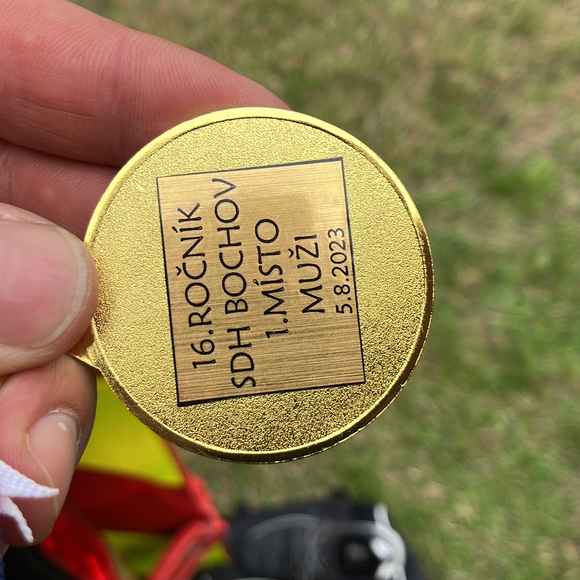 16.ROČNÍK
SDH BOCHOV
1.MÍSTO
MUŽI
5.8.2023